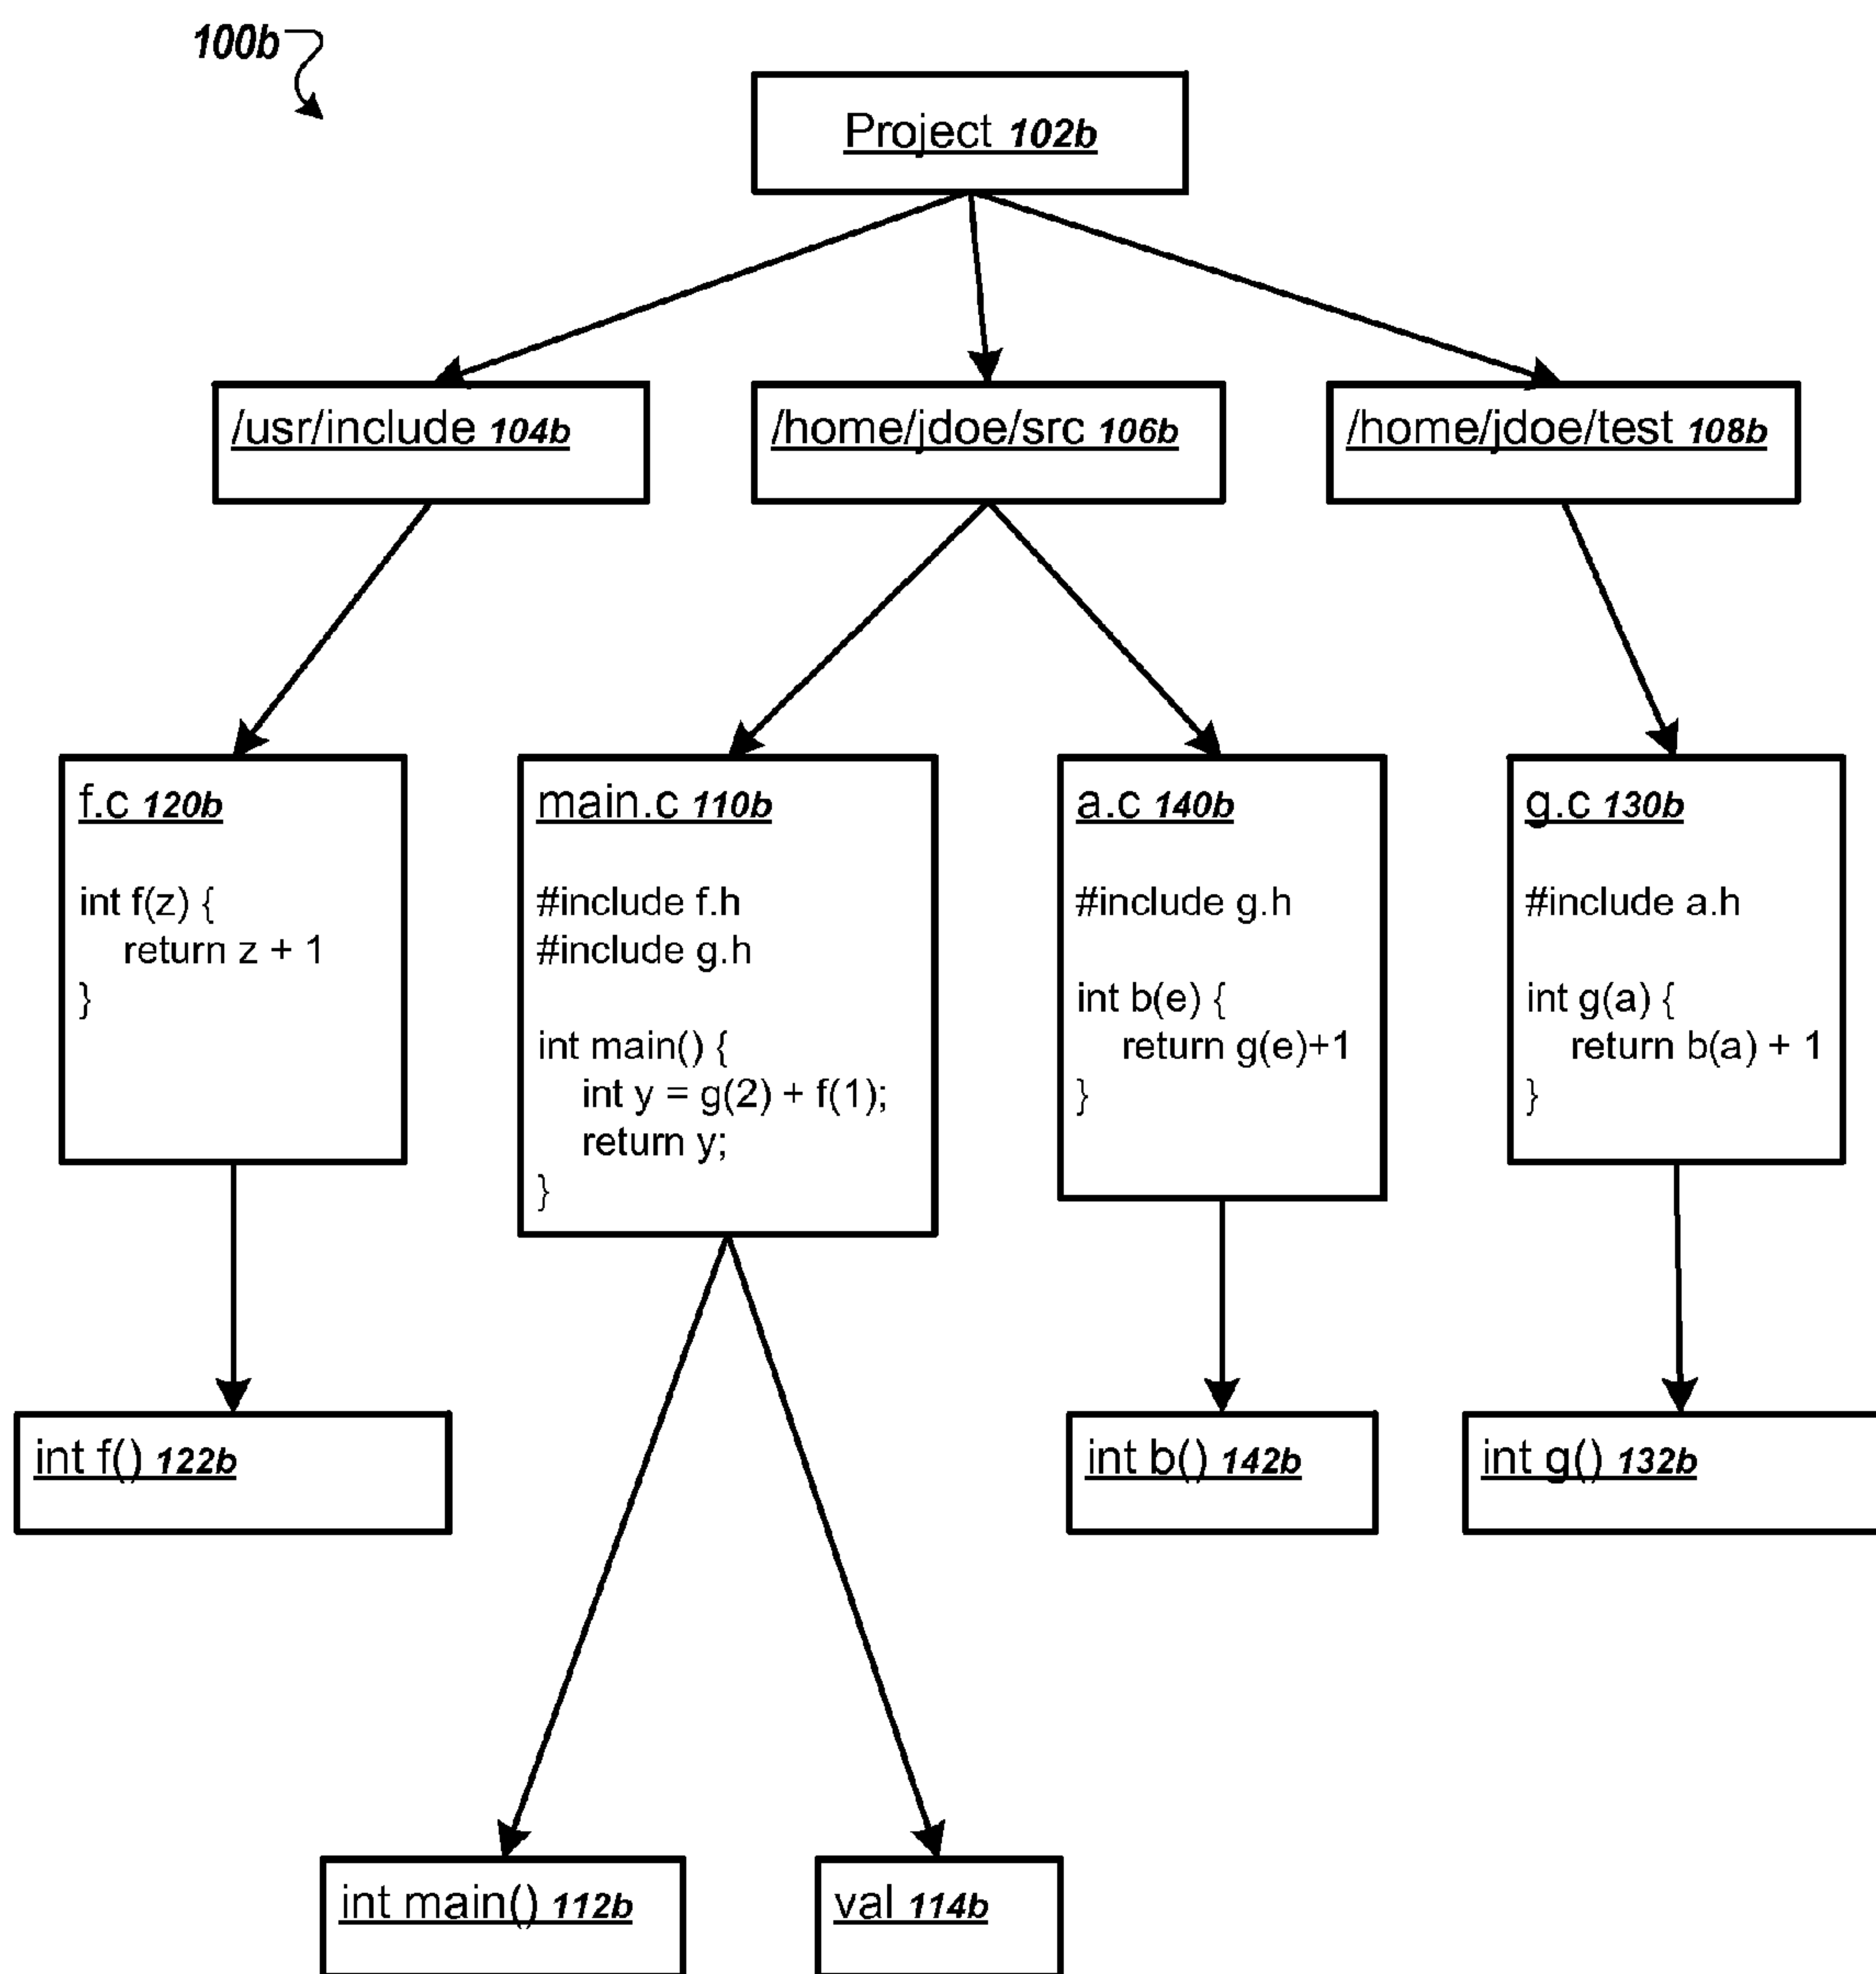 100b
Project 102b
/usr/include 104b
/home/jdoe/src 106b
/home/jdoe/test 108b
f.c 120b
int f(z) {
return z + 1
}
main.c 110b
#include f.h
#include g.h
int main() {
int y = g(2) + f(1);
return y;
}
a.c 140b
#include g.h
int b(e) {
return g(e)+1
}
g.c 130b
#include a.h
int g(a) {
return b(a) + 1
}
int f() 122b
int b() 142b
int g() 132b
int main() 112b
val 114b